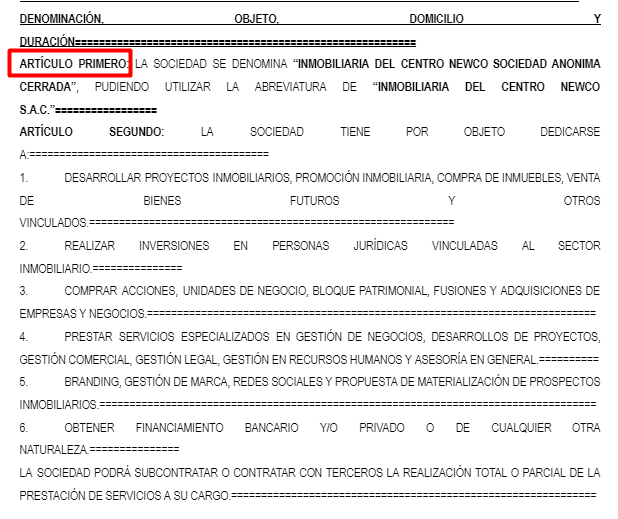 DENOMINACIÓN, OBJETO, DOMICILIO Y
DURACIÓN====================================================
ARTÍCULO PRIMERO: LA SOCIEDAD SE DENOMINA “INMOBILIARIA DEL CENTRO NEWCO SOCIEDAD ANONIMA
CERRADA”, PUDIENDO UTILIZAR LA ABREVIATURA DE “INMOBILIARIA DEL CENTRO NEWCO
S.A.C.”=================
ARTÍCULO SEGUNDO: LA SOCIEDAD TIENE POR OBJETO DEDICARSE
A:========================================
1. DESARROLLAR PROYECTOS INMOBILIARIOS, PROMOCIÓN INMOBILIARIA, COMPRA DE INMUEBLES, VENTA
DE BIENES FUTUROS Y OTROS
VINCULADOS.=============================================================
2. REALIZAR INVERSIONES EN PERSONAS JURÍDICAS VINCULADAS AL SECTOR
INMOBILIARIO.===============
3. COMPRAR ACCIONES, UNIDADES DE NEGOCIO, BLOQUE PATRIMONIAL, FUSIONES Y ADQUISICIONES DE
EMPRESAS Y NEGOCIOS.===========================================================================
4. PRESTAR SERVICIOS ESPECIALIZADOS EN GESTIÓN DE NEGOCIOS, DESARROLLOS DE PROYECTOS,
GESTIÓN COMERCIAL, GESTIÓN LEGAL, GESTIÓN EN RECURSOS HUMANOS Y ASESORÍA EN GENERAL.==========
5. BRANDING, GESTIÓN DE MARCA, REDES SOCIALES Y PROPUESTA DE MATERIALIZACIÓN DE PROSPECTOS
INMOBILIARIOS.===================================================================================
6. OBTENER FINANCIAMIENTO BANCARIO Y/O PRIVADO O DE CUALQUIER OTRA
NATURALEZA.===============
LA SOCIEDAD PODRÁ SUBCONTRATAR O CONTRATAR CON TERCEROS LA REALIZACIÓN TOTAL O PARCIAL DE LA
PRESTACIÓN DE SERVICIOS A SU CARGO.=============================================================